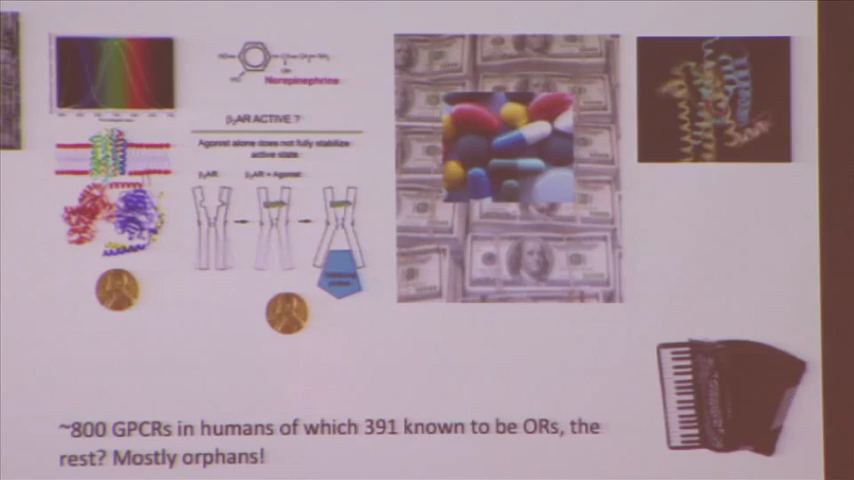 Norepinephrine
β₂AR ACTIVE ?
Agonist alone does not fully stabilize
active state
β₂AR
β₂AR + Agonist
~800 GPCRs in humans of which 391 known to be ORs, the
rest? Mostly orphans!